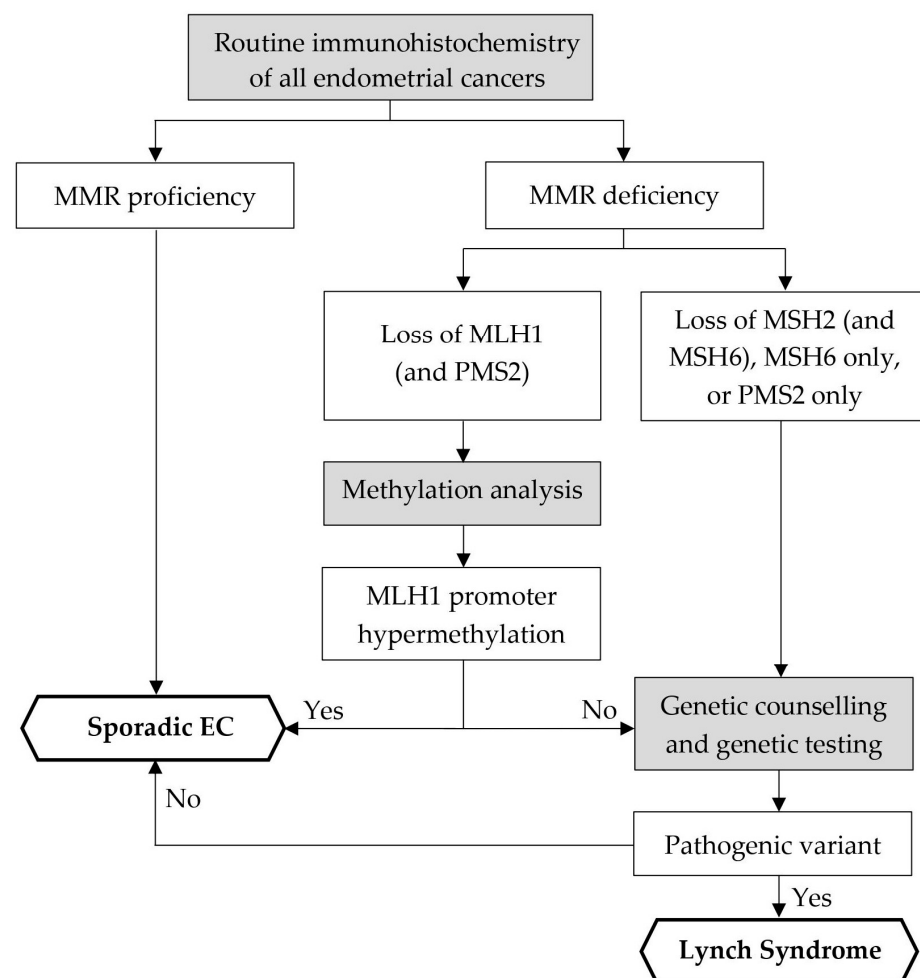 Routine immunohistochemistry
of all endometrial cancers
MMR proficiency
MMR deficiency
Loss of MLH1
(and PMS2)
Loss of MSH2 (and
MSH6), MSH6 only,
or PMS2 only
Methylation analysis
MLH1 promoter
hypermethylation
Sporadic EC
Yes
No
Genetic counselling
and genetic testing
No
Pathogenic variant
Yes
Lynch Syndrome